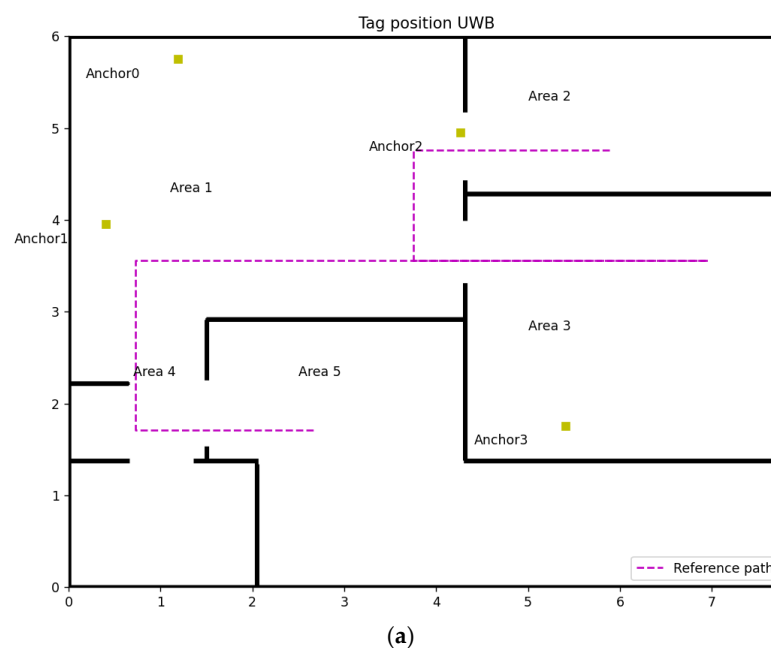 Tag position UWB
6
Anchor0
Area 2
5
Anchor2
Area 1
4
Anchor1
3
Area 3
Area 4
Area 5
2
Anchor3
1
Reference path
0
0 1 2 3 4 5 6 7
(a)